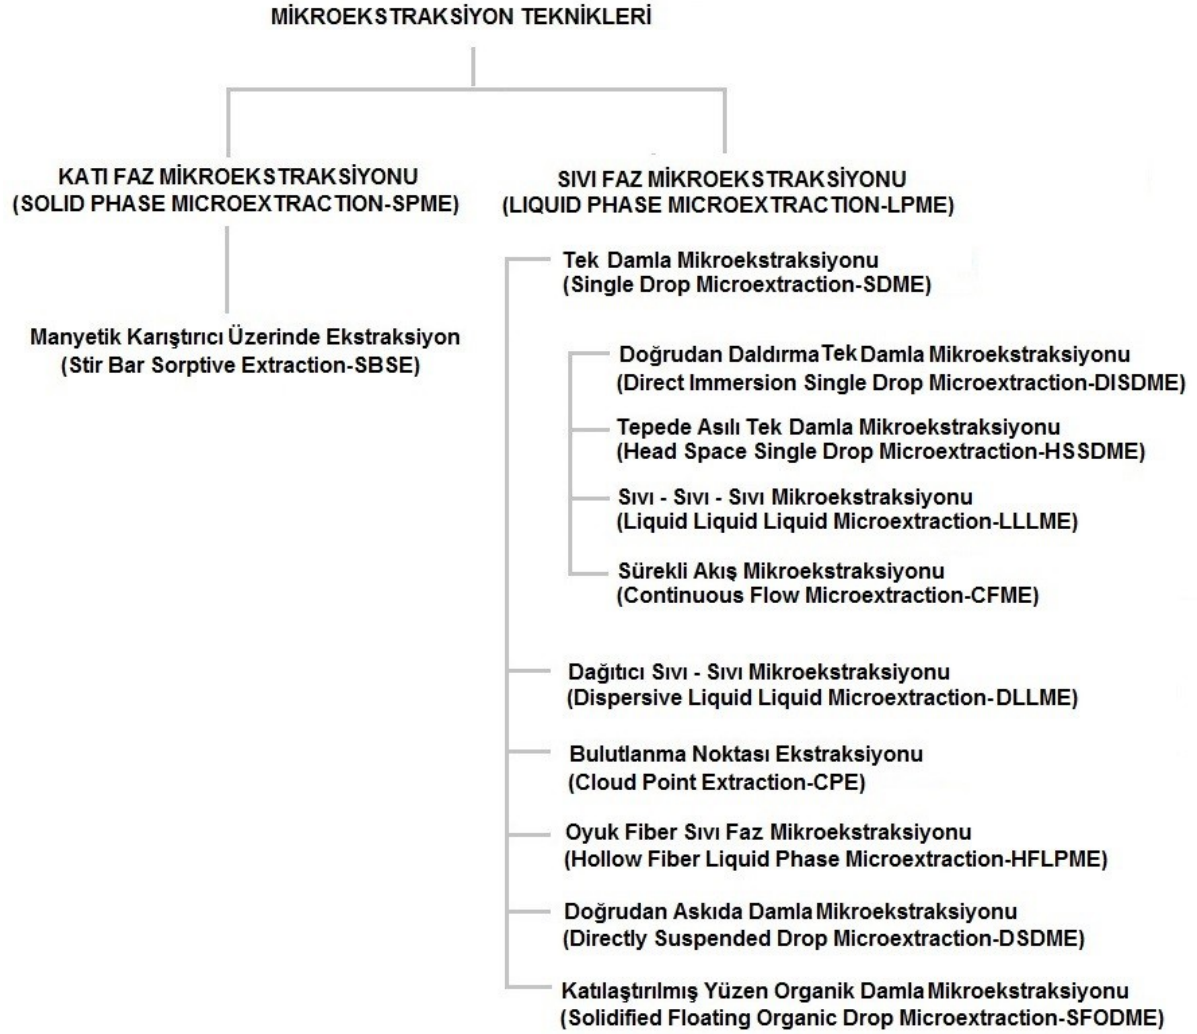 MİKROEKSTRAKSİYON TEKNİKLERİ
KATI FAZ MİKROEKSTRAKSİYONU
(SOLID PHASE MICROEXTRACTION-SPME)
Manyetik Karıştırıcı Üzerinde Ekstraksiyon
(Stir Bar Sorptive Extraction-SBSE)
SIVI FAZ MİKROEKSTRAKSİYONU
(LIQUID PHASE MICROEXTRACTION-LPME)
Tek Damla Mikroekstraksiyonu
(Single Drop Microextraction-SDME)
Doğrudan Daldırma Tek Damla Mikroekstraksiyonu
(Direct Immersion Single Drop Microextraction-DISDME)
Tepede Asılı Tek Damla Mikroekstraksiyonu
(Head Space Single Drop Microextraction-HSSDME)
Sıvı - Sıvı - Sıvı Mikroekstraksiyonu
(Liquid Liquid Liquid Microextraction-LLLME)
Sürekli Akış Mikroekstraksiyonu
(Continuous Flow Microextraction-CFME)
Dağıtıcı Sıvı - Sıvı Mikroekstraksiyonu
(Dispersive Liquid Liquid Microextraction-DLLME)
Bulutlanma Noktası Ekstraksiyonu
(Cloud Point Extraction-CPE)
Oyuk Fiber Sıvı Faz Mikroekstraksiyonu
(Hollow Fiber Liquid Phase Microextraction-HFLPME)
Doğrudan Askıda Damla Mikroekstraksiyonu
(Directly Suspended Drop Microextraction-DSDME)
Katılaştırılmış Yüzen Organik Damla Mikroekstraksiyonu
(Solidified Floating Organic Drop Microextraction-SFODME)